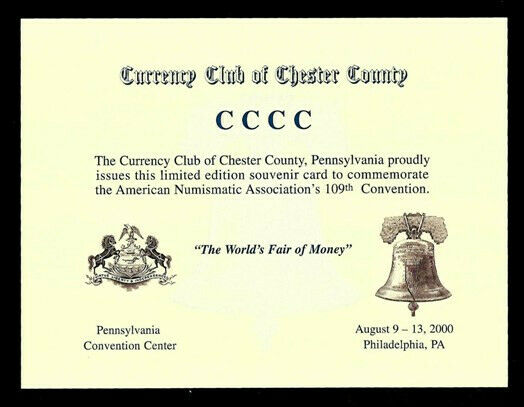 Currency Club of Chester County
CCCC
The Currency Club of Chester County, Pennsylvania proudly
issues this limited edition souvenir card to commemorate
the American Numismatic Association's 109th Convention.
"The World's Fair of Money"
Pennsylvania
Convention Center
August 9 – 13, 2000
Philadelphia, PA